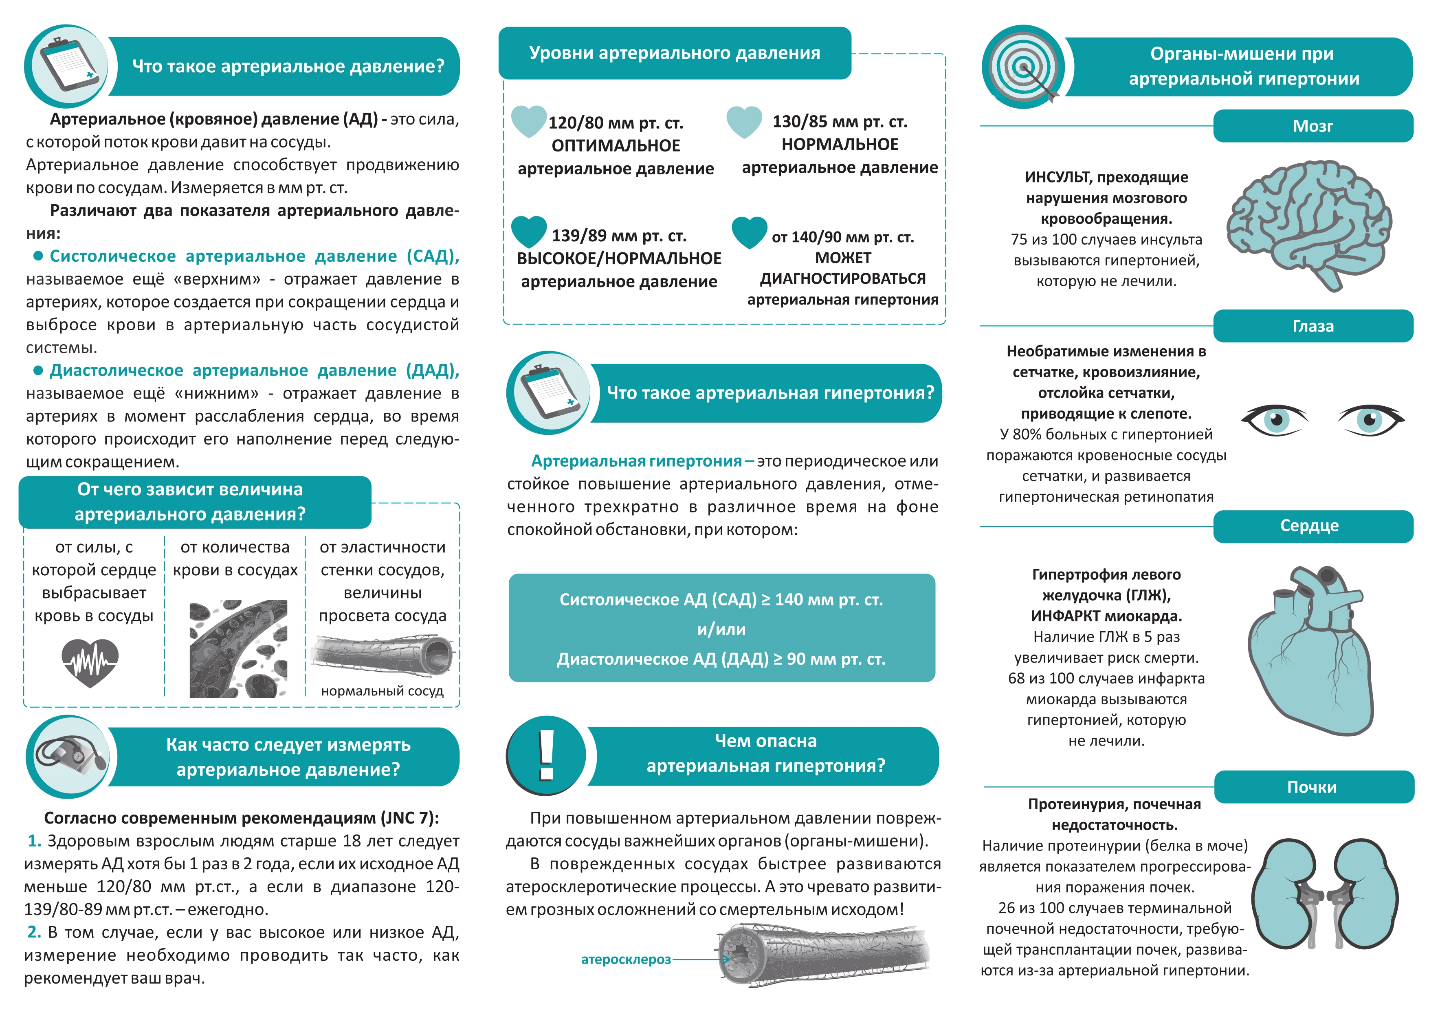 Что такое артериальное давление?
Артериальное (кровяное) давление (АД) - это сила,
с которой поток крови давит на сосуды.
Артериальное давление способствует продвижению
крови по сосудам. Измеряется в мм рт. ст.
Различают два показателя артериального давле-
ния:
● Систолическое артериальное давление (САД),
называемое ещё «верхним» - отражает давление в
артериях, которое создается при сокращении сердца и
выбросе крови в артериальную часть сосудистой
системы.
● Диастолическое артериальное давление (ДАД),
называемое ещё «нижним» - отражает давление в
артериях в момент расслабления сердца, во время
которого происходит его наполнение перед следую-
щим сокращением.
От чего зависит величина
артериального давления?
от силы, с
которой сердце
выбрасывает
кровь в сосуды
от количества
крови в сосудах
от эластичности
стенки сосудов,
величины
просвета сосуда
нормальный сосуд
Как часто следует измерять
артериальное давление?
Согласно современным рекомендациям (JNC 7):
1. Здоровым взрослым людям старше 18 лет следует
измерять АД хотя бы 1 раз в 2 года, если их исходное АД
меньше 120/80 мм рт.ст., а если в диапазоне 120-
139/80-89 мм рт.ст. – ежегодно.
2. В том случае, если у вас высокое или низкое АД,
измерение необходимо проводить так часто, как
рекомендует ваш врач.
Уровни артериального давления
120/80 мм рт. ст.
ОПТИМАЛЬНОЕ
артериальное давление
130/85 мм рт. ст.
НОРМАЛЬНОЕ
артериальное давление
139/89 мм рт. ст.
ВЫСОКОЕ/НОРМАЛЬНОЕ
артериальное давление
от 140/90 мм рт. ст.
МОЖЕТ
ДИАГНОСТИРОВАТЬСЯ
артериальная гипертония
Что такое артериальная гипертония?
Артериальная гипертония – это периодическое или
стойкое повышение артериального давления, отме-
ченного трехкратно в различное время на фоне
спокойной обстановки, при котором:
Систолическое АД (САД) ≥ 140 мм рт. ст.
и/или
Диастолическое АД (ДАД) ≥ 90 мм рт. ст.
!
Чем опасна
артериальная гипертония?
При повышенном артериальном давлении повреж-
даются сосуды важнейших органов (органы-мишени).
В поврежденных сосудах быстрее развиваются
атеросклеротические процессы. А это чревато развити-
ем грозных осложнений со смертельным исходом!
атеросклероз
Органы-мишени при
артериальной гипертонии
Мозг
ИНСУЛЬТ, преходящие
нарушения мозгового
кровообращения.
75 из 100 случаев инсульта
вызываются гипертонией,
которую не лечили.
Глаза
Необратимые изменения в
сетчатке, кровоизлияние,
отслойка сетчатки,
приводящие к слепоте.
У 80% больных с гипертонией
поражаются кровеносные сосуды
сетчатки, и развивается
гипертоническая ретинопатия
Сердце
Гипертрофия левого
желудочка (ГЛЖ),
ИНФАРКТ миокарда.
Наличие ГЛЖ в 5 раз
увеличивает риск смерти.
68 из 100 случаев инфаркта
миокарда вызываются
гипертонией, которую
не лечили.
Почки
Протеинурия, почечная
недостаточность.
Наличие протеинурии (белка в моче)
является показателем прогрессирова-
ния поражения почек.
26 из 100 случаев терминальной
почечной недостаточности, требую-
щей трансплантации почек, развива-
ются из-за артериальной гипертонии.